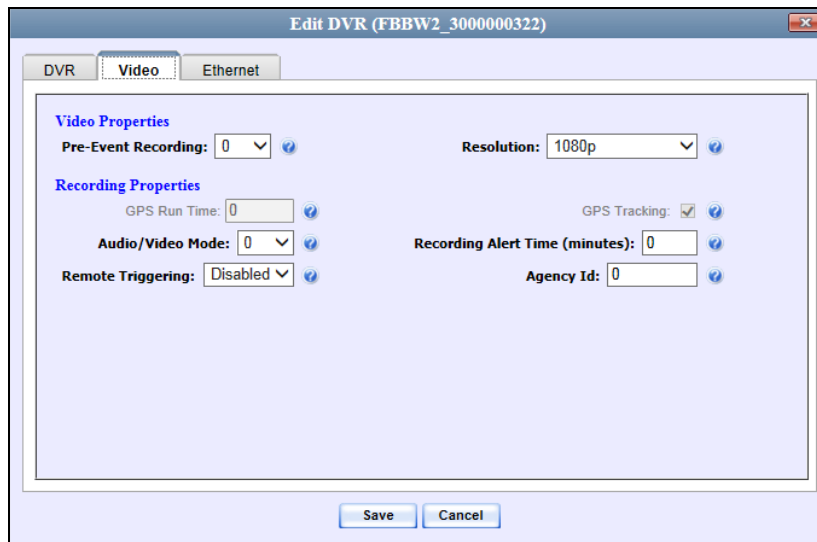 Edit DVR (FBBW2_3000000322)
DVR Video Ethernet
Video Properties
Pre-Event Recording: 0 Resolution: 1080p
Recording Properties
GPS Run Time: 0 GPS Tracking:
Audio/Video Mode: 0 Recording Alert Time (minutes): 0
Remote Triggering: Disabled Agency Id: 0
Save Cancel